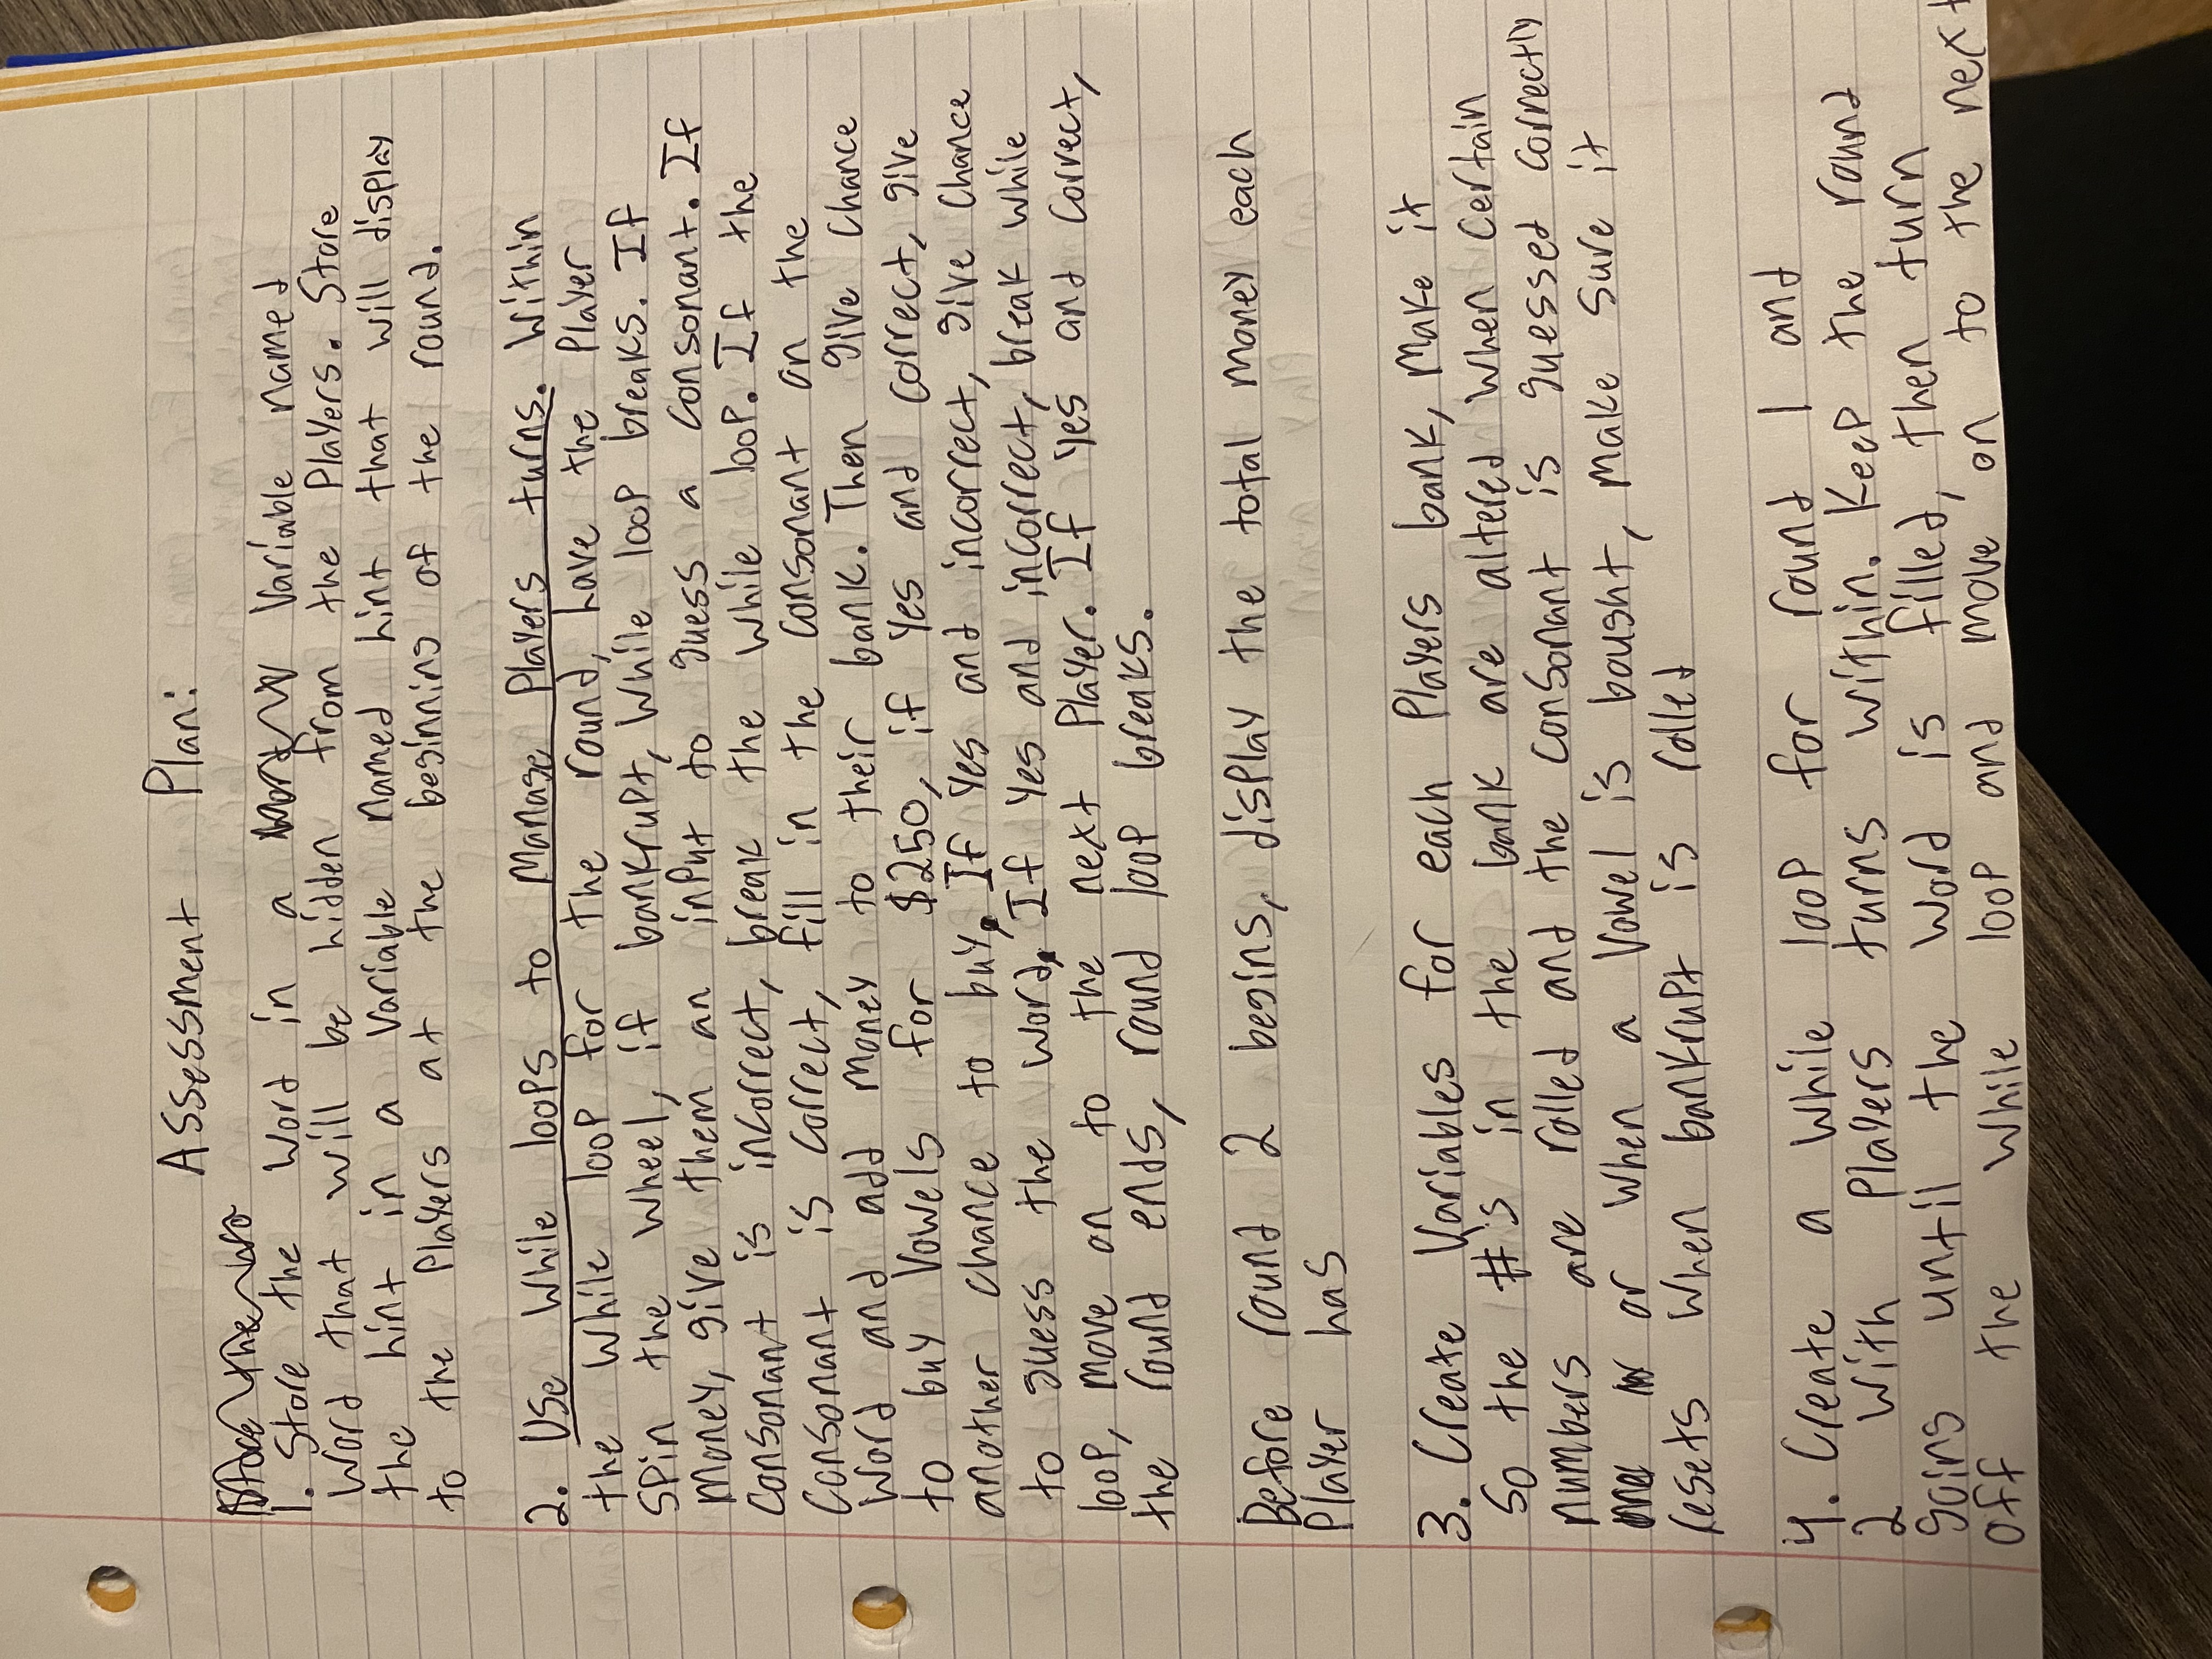 Assessment Plan:
Store the wo
1. Store the Word in a Variable named
Word that will be hidden from the Players. Store
the hint in a Variable named hint that will display
to the Players at the beginning of the round.
2. Use While loops to Manage Players turns. Within
the While loop for the round, have the Player
Spin the Wheel, if bankrupt, While loop breaks. If
Money, give them an input to guess a consonant. If
Consonant is incorrect, break the While loop. If the
Consonant is correct, fill in the consonant on the
Word and add Money to their bank. Then give Chance
to buy Vowels for $250, if yes and correct, give
another chance to buy. If yes and incorrect, give Chance
to guess the word. If yes and incorrect, break while
loop, move on to the next Player. If yes and Correct,
the round ends, round loop breaks.
Before round 2 begins, display the total Money each
Player has
3. Create Variables for each Players bank, Make it
So the #'s in the bank are altered When Certain
numbers are rolled and the consonant is guessed correctly
or when a Vowel is bought, Make Sure it
resets When bankrupt is rolled
4. Create a While loop for round 1 and
2 With Players turns within. Keep the round
going until the Word is filled, then turn
off the While loop and Move on to the next